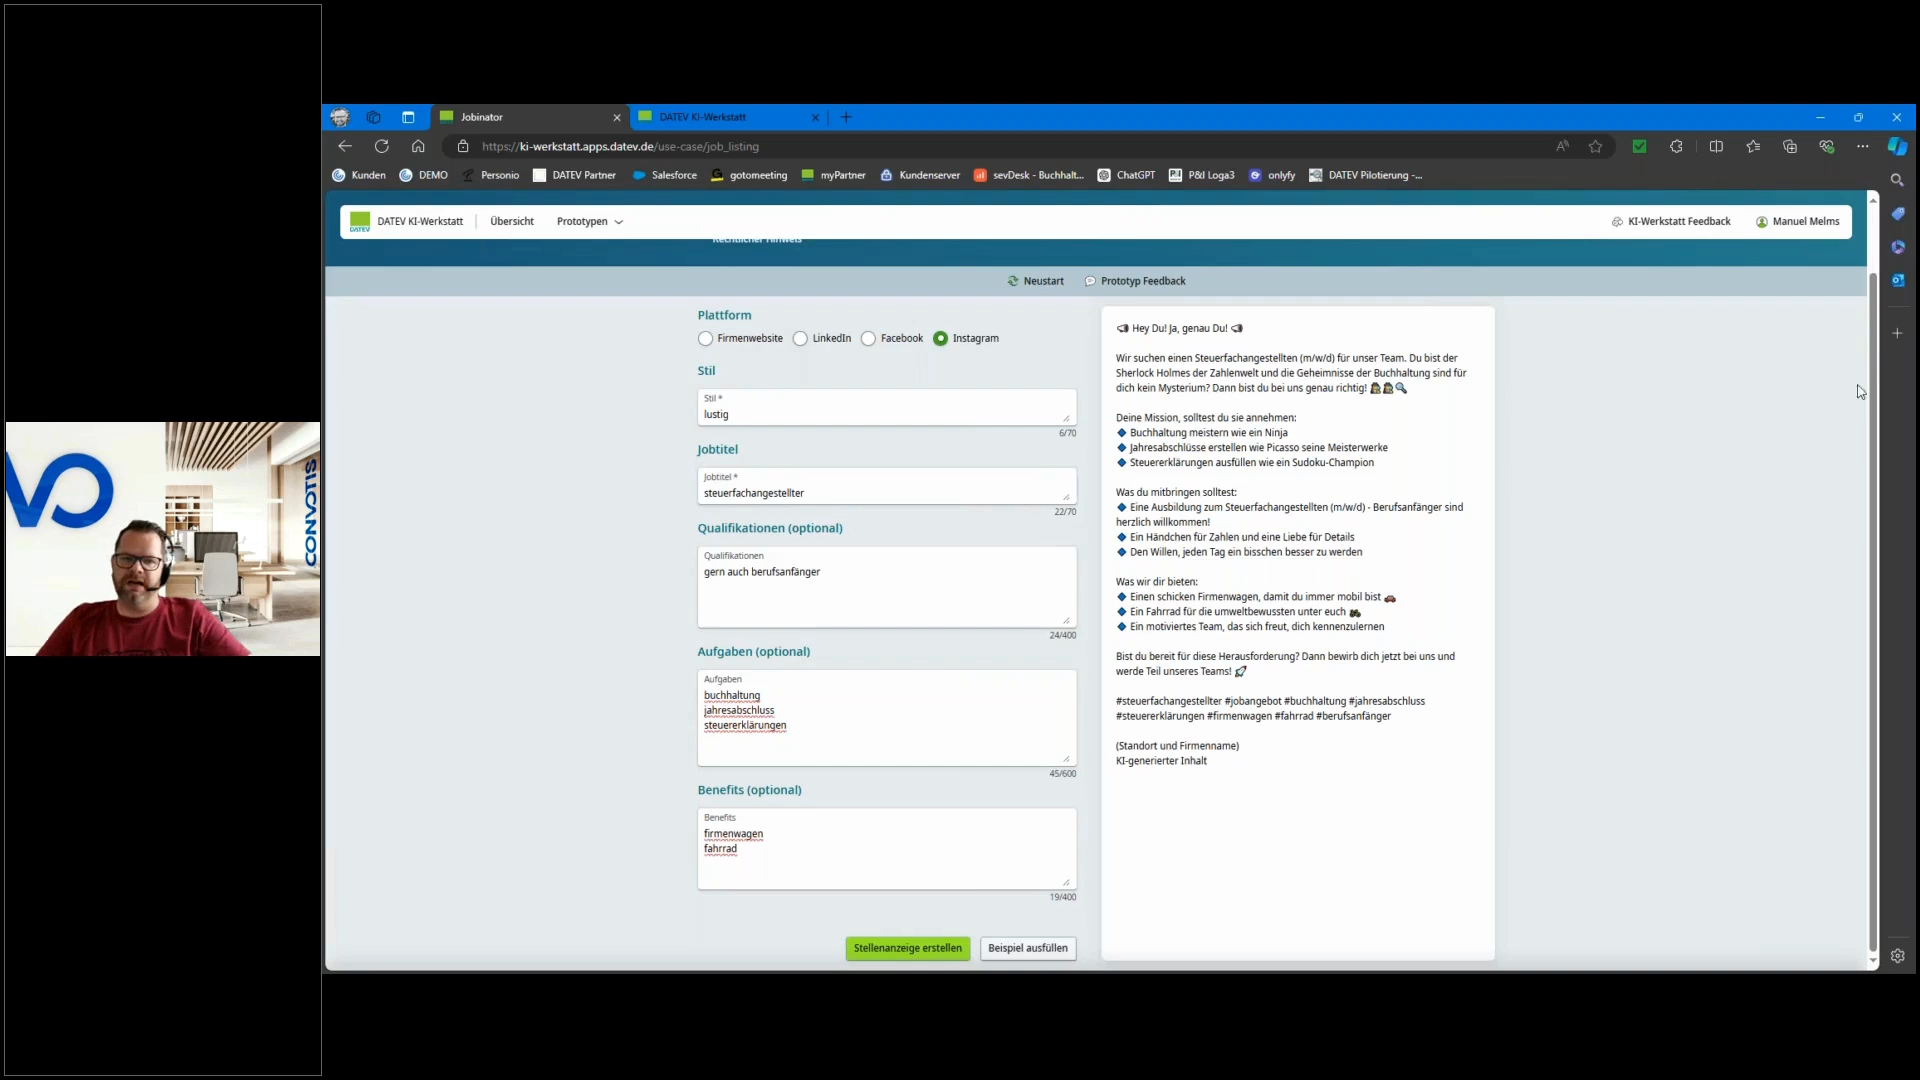 Jobinator
DATEV KI-Werkstatt
https://ki-werkstatt.apps.datev.de/use-case/job_listing
Kunden
DEMO
Personio
DATEV Partner
Salesforce
gotomeeting
myPartner
Kundenserver
sevDesk - Buchhalt...
ChatGPT
P&I Loga3
onlyfy
DATEV Pilotierung -...
DATEV
DATEV KI-Werkstatt
Übersicht
Prototypen
KI-Werkstatt Feedback
Manuel Melms
Rechtlicher Hinweis
Neustart
Prototyp Feedback
Plattform
Firmenwebsite
LinkedIn
Facebook
Instagram
Stil
Stil *
lustig
6/70
Jobtitel
Jobtitel *
steuerfachangestellter
22/70
Qualifikationen (optional)
Qualifikationen
gern auch berufsanfänger
24/400
Aufgaben (optional)
Aufgaben
buchhaltung
jahresabschluss
steuererklärungen
45/600
Benefits (optional)
Benefits
firmenwagen
fahrrad
19/400
Stellenanzeige erstellen
Beispiel ausfüllen
Hey Du! Ja, genau Du!
Wir suchen einen Steuerfachangestellten (m/w/d) für unser Team. Du bist der
Sherlock Holmes der Zahlenwelt und die Geheimnisse der Buchhaltung sind für
dich kein Mysterium? Dann bist du bei uns genau richtig!
Deine Mission, solltest du sie annehmen:
Buchhaltung meistern wie ein Ninja
Jahresabschlüsse erstellen wie Picasso seine Meisterwerke
Steuererklärungen ausfüllen wie ein Sudoku-Champion
Was du mitbringen solltest:
Eine Ausbildung zum Steuerfachangestellten (m/w/d) - Berufsanfänger sind
herzlich willkommen!
Ein Händchen für Zahlen und eine Liebe für Details
Den Willen, jeden Tag ein bisschen besser zu werden
Was wir dir bieten:
Einen schicken Firmenwagen, damit du immer mobil bist
Ein Fahrrad für die umweltbewussten unter euch
Ein motiviertes Team, das sich freut, dich kennenzulernen
Bist du bereit für diese Herausforderung? Dann bewirb dich jetzt bei uns und
werde Teil unseres Teams!
#steuerfachangestellter #jobangebot #buchhaltung #jahresabschluss
#steuererklärungen #firmenwagen #fahrrad #berufsanfänger
(Standort und Firmenname)
KI-generierter Inhalt
VO
CONVOTIS